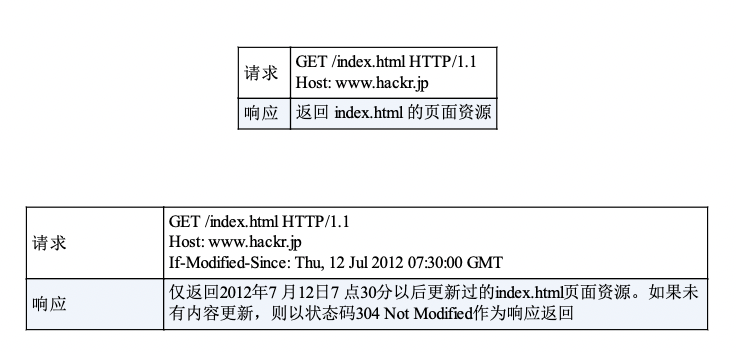 请求
GET /index.html HTTP/1.1
Host: www.hackr.jp
响应
返回 index.html 的页面资源
请求
GET /index.html HTTP/1.1
Host: www.hackr.jp
If-Modified-Since: Thu, 12 Jul 2012 07:30:00 GMT
响应
仅返回2012年7 月12日7 点30分以后更新过的index.html页面资源。如果未
有内容更新，则以状态码304 Not Modified作为响应返回